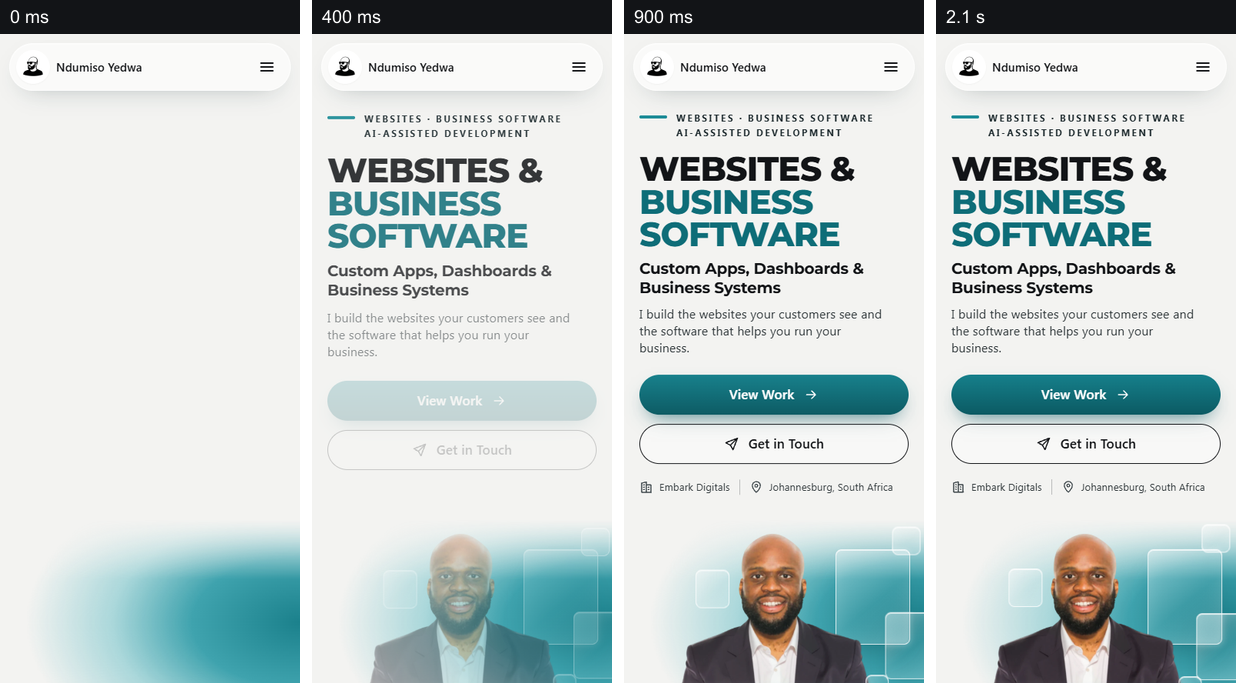 0 ms
Ndumiso Yedwa
400 ms
Ndumiso Yedwa
WEBSITES · BUSINESS SOFTWARE
AI-ASSISTED DEVELOPMENT
WEBSITES &
BUSINESS
SOFTWARE
Custom Apps, Dashboards &
Business Systems
I build the websites your customers see and
the software that helps you run your
business.
View Work
Get in Touch
900 ms
Ndumiso Yedwa
WEBSITES · BUSINESS SOFTWARE
AI-ASSISTED DEVELOPMENT
WEBSITES &
BUSINESS
SOFTWARE
Custom Apps, Dashboards &
Business Systems
I build the websites your customers see and
the software that helps you run your
business.
View Work
Get in Touch
Embark Digitals
Johannesburg, South Africa
2.1 s
Ndumiso Yedwa
WEBSITES · BUSINESS SOFTWARE
AI-ASSISTED DEVELOPMENT
WEBSITES &
BUSINESS
SOFTWARE
Custom Apps, Dashboards &
Business Systems
I build the websites your customers see and
the software that helps you run your
business.
View Work
Get in Touch
Embark Digitals
Johannesburg, South Africa